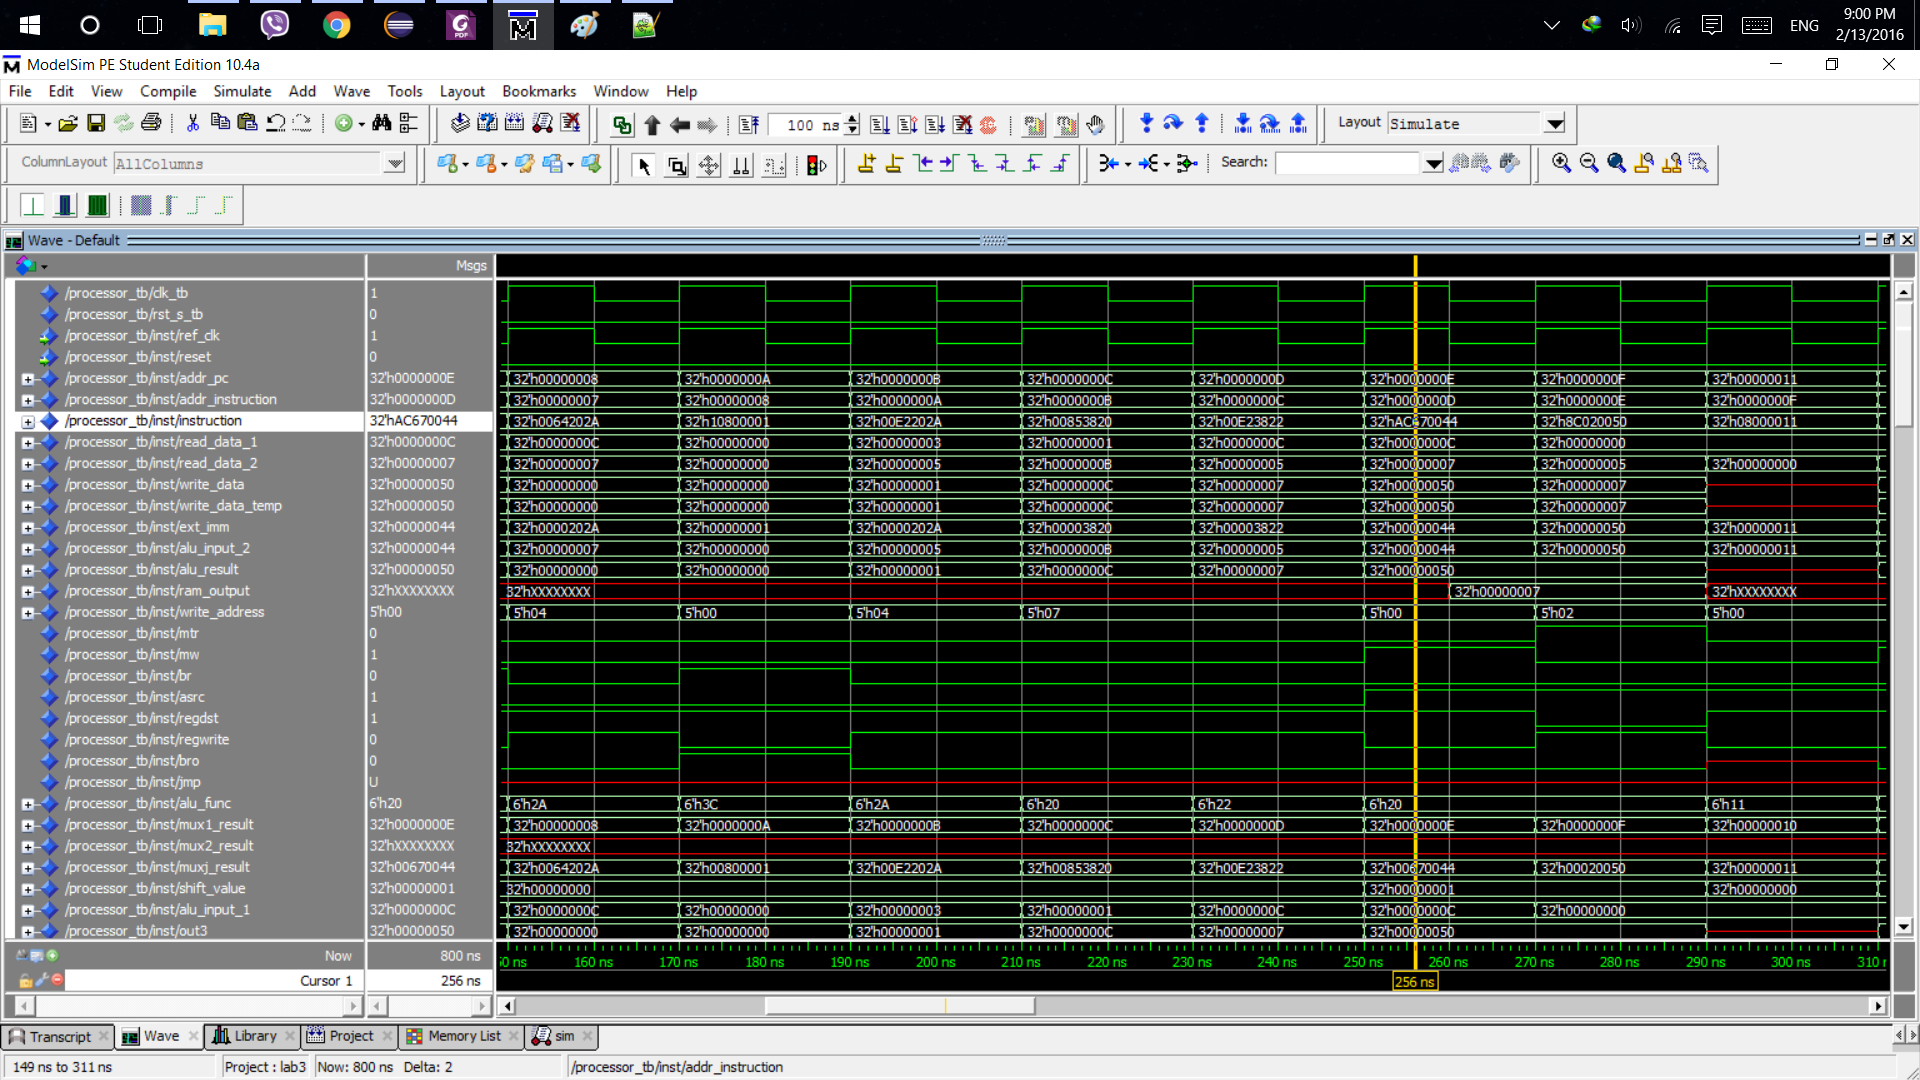 ENG
9:00 PM
2/13/2016
ModelSim PE Student Edition 10.4a
File Edit View Compile Simulate Add Wave Tools Layout Bookmarks Window Help
100 ns Layout Simulate
ColumnLayout AllColumns Search:
Wave - Default
Msgs
/processor_tb/clk_tb 1
/processor_tb/rst_s_tb 0
/processor_tb/inst/ref_clk 1
/processor_tb/inst/reset 0
/processor_tb/inst/addr_pc 32'h0000000E 32'h00000008 32'h0000000A 32'h0000000B 32'h0000000C 32'h0000000D 32'h0000000E 32'h0000000F 32'h00000011
/processor_tb/inst/addr_instruction 32'h0000000D 32'h00000007 32'h00000008 32'h0000000A 32'h0000000B 32'h0000000C 32'h0000000D 32'h0000000E 32'h0000000F
/processor_tb/inst/instruction 32'hAC670044 32'h0064202A 32'h10800001 32'h00E2202A 32'h00853820 32'h00E23822 32'hAC670044 32'h8C020050 32'h08000011
/processor_tb/inst/read_data_1 32'h0000000C 32'h0000000C 32'h00000000 32'h00000003 32'h00000001 32'h0000000C 32'h0000000C 32'h00000000
/processor_tb/inst/read_data_2 32'h00000007 32'h00000007 32'h00000000 32'h00000005 32'h0000000B 32'h00000005 32'h00000007 32'h00000005 32'h00000000
/processor_tb/inst/write_data 32'h00000050 32'h00000000 32'h00000000 32'h00000001 32'h0000000C 32'h00000007 32'h00000050 32'h00000007
/processor_tb/inst/write_data_temp 32'h00000050 32'h00000000 32'h00000000 32'h00000001 32'h0000000C 32'h00000007 32'h00000050 32'h00000007
/processor_tb/inst/ext_imm 32'h00000044 32'h0000202A 32'h00000001 32'h0000202A 32'h00003820 32'h00003822 32'h00000044 32'h00000050 32'h00000011
/processor_tb/inst/alu_input_2 32'h00000044 32'h00000007 32'h00000000 32'h00000005 32'h0000000B 32'h00000005 32'h00000044 32'h00000050 32'h00000011
/processor_tb/inst/alu_result 32'h00000050 32'h00000000 32'h00000000 32'h00000001 32'h0000000C 32'h00000007 32'h00000050
/processor_tb/inst/ram_output 32'hXXXXXXXX 32'hXXXXXXXX 32'h00000007 32'hXXXXXXXX
/processor_tb/inst/write_address 5'h00 5'h04 5'h00 5'h04 5'h07 5'h00 5'h02 5'h00
/processor_tb/inst/mtr 0
/processor_tb/inst/mw 1
/processor_tb/inst/br 0
/processor_tb/inst/asrc 1
/processor_tb/inst/regdst 1
/processor_tb/inst/regwrite 0
/processor_tb/inst/bro 0
/processor_tb/inst/jmp U
/processor_tb/inst/alu_func 6'h20 6'h2A 6'h3C 6'h2A 6'h20 6'h22 6'h20 6'h11
/processor_tb/inst/mux1_result 32'h0000000E 32'h00000008 32'h0000000A 32'h0000000B 32'h0000000C 32'h0000000D 32'h0000000E 32'h0000000F 32'h00000010
/processor_tb/inst/mux2_result 32'hXXXXXXXX 32'hXXXXXXXX
/processor_tb/inst/muxj_result 32'h00670044 32'h0064202A 32'h00800001 32'h00E2202A 32'h00853820 32'h00E23822 32'h00670044 32'h00020050 32'h00000011
/processor_tb/inst/shift_value 32'h00000001 32'h00000000 32'h00000001 32'h00000000
/processor_tb/inst/alu_input_1 32'h0000000C 32'h0000000C 32'h00000000 32'h00000003 32'h00000001 32'h0000000C 32'h0000000C 32'h00000000
/processor_tb/inst/out3 32'h00000050 32'h00000000 32'h00000000 32'h00000001 32'h0000000C 32'h00000007 32'h00000050
Now 800 ns 160 ns 170 ns 180 ns 190 ns 200 ns 210 ns 220 ns 230 ns 240 ns 250 ns 260 ns 270 ns 280 ns 290 ns 300 ns 310
Cursor 1 256 ns 256 ns
Transcript Wave Library Project Memory List sim
149 ns to 311 ns Project : lab3 Now: 800 ns Delta: 2 /processor_tb/inst/addr_instruction